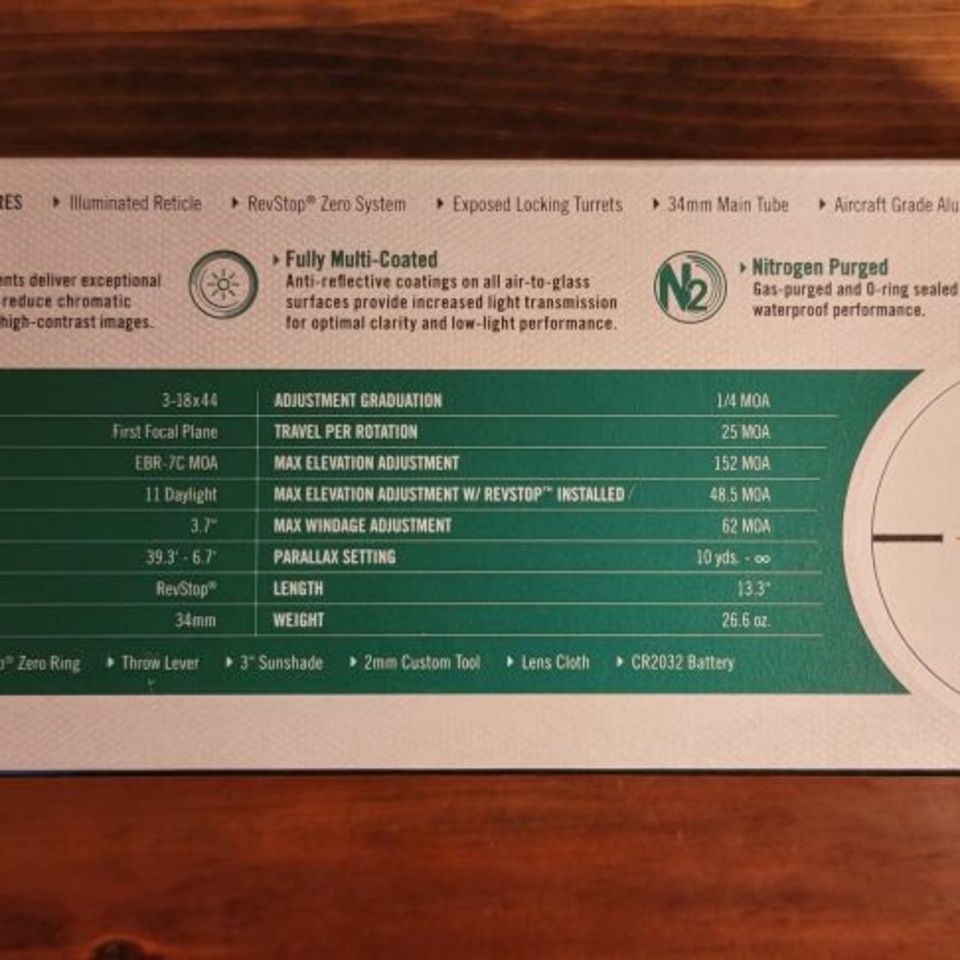 RES ▸ Illuminated Reticle ▸ RevStop® Zero System ▸ Exposed Locking Turrets ▸ 34mm Main Tube ▸ Aircraft Grade Alu
ents deliver exceptional
reduce chromatic
high-contrast images.
▸ Fully Multi-Coated
Anti-reflective coatings on all air-to-glass
surfaces provide increased light transmission
for optimal clarity and low-light performance.
N2
▸ Nitrogen Purged
Gas-purged and O-ring sealed
waterproof performance.
3-18x44 ADJUSTMENT GRADUATION 1/4 MOA
First Focal Plane TRAVEL PER ROTATION 25 MOA
EBR-7C MOA MAX ELEVATION ADJUSTMENT 152 MOA
11 Daylight MAX ELEVATION ADJUSTMENT W/ REVSTOP™ INSTALLED 48.5 MOA
3.7" MAX WINDAGE ADJUSTMENT 62 MOA
39.3' - 6.7' PARALLAX SETTING 10 yds. - ∞
RevStop® LENGTH 13.3"
34mm WEIGHT 26.6 oz.
p® Zero Ring ▸ Throw Lever ▸ 3" Sunshade ▸ 2mm Custom Tool ▸ Lens Cloth ▸ CR2032 Battery